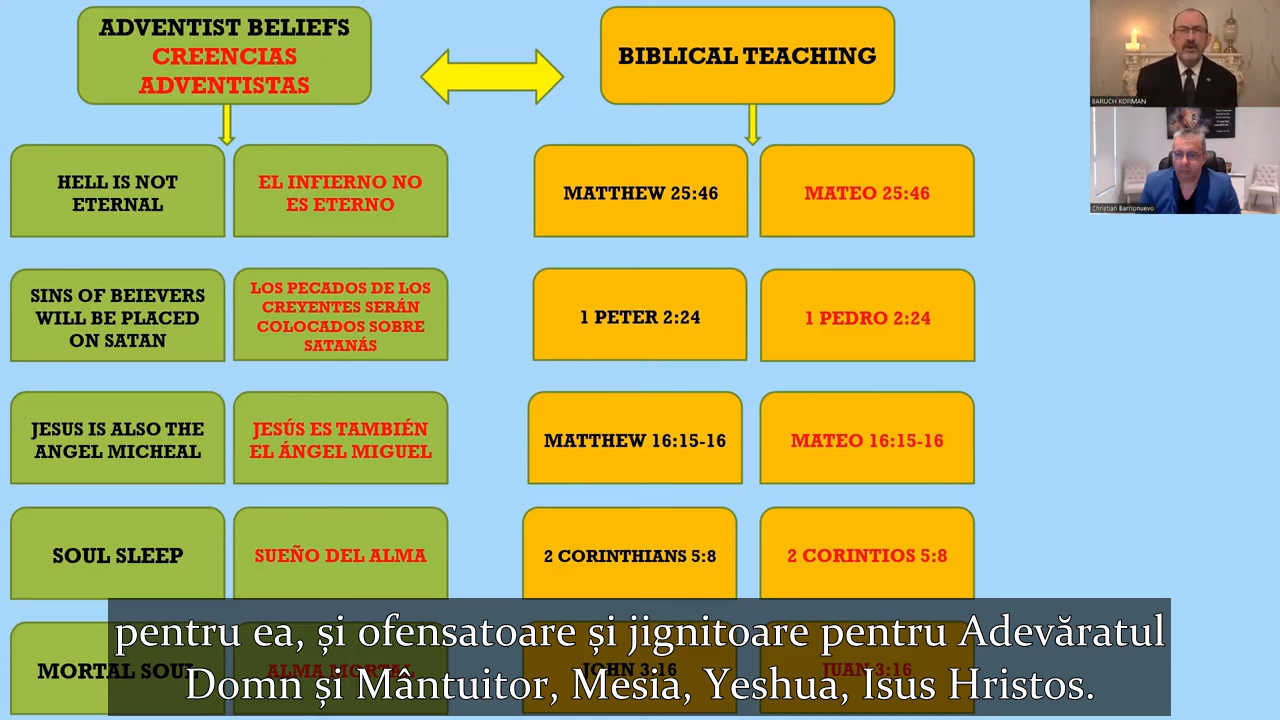 ADVENTIST BELIEFS
CREENCIAS
ADVENTISTAS
BIBLICAL TEACHING
BARUCH KORMAN
Christian Barrionuevo
HELL IS NOT
ETERNAL
EL INFIERNO NO
ES ETERNO
MATTHEW 25:46
MATEO 25:46
SINS OF BEIEVERS
WILL BE PLACED
ON SATAN
LOS PECADOS DE LOS
CREYENTES SERÁN
COLOCADOS SOBRE
SATANÁS
1 PETER 2:24
1 PEDRO 2:24
JESUS IS ALSO THE
ANGEL MICHEAL
JESÚS ES TAMBIÉN
EL ÁNGEL MIGUEL
MATTHEW 16:15-16
MATEO 16:15-16
SOUL SLEEP
SUEÑO DEL ALMA
2 CORINTHIANS 5:8
2 CORINTIOS 5:8
MORTAL SOUL
ALMA MORTAL
JOHN 3:16
JUAN 3:16
pentru ea, și ofensatoare și jignitoare pentru Adevăratul
Domn și Mântuitor, Mesia, Yeshua, Isus Hristos.